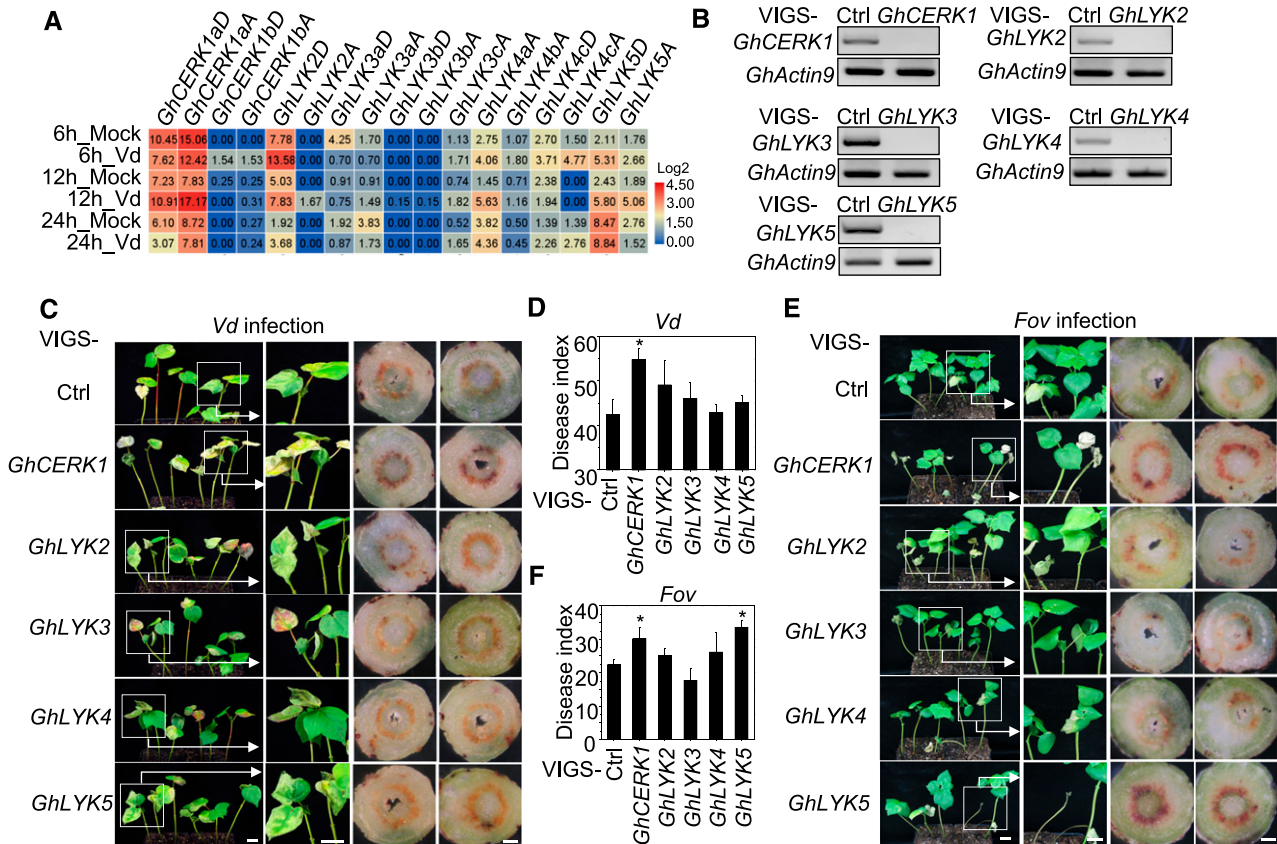 A
GhCERK1aD
GhCERK1aA
GhCERK1bD
GhCERK1bA
GhLYK2D
GhLYK2A
GhLYK3aD
GhLYK3aA
GhLYK3bD
GhLYK3bA
GhLYK3cA
GhLYK4aA
GhLYK4bA
GhLYK4cD
GhLYK4cA
GhLYK5D
GhLYK5A
6h_Mock 10.45 15.06 0.00 0.00 7.78 0.00 4.25 1.70 0.00 0.00 1.13 2.75 1.07 2.70 1.50 2.11 1.76
6h_Vd 7.62 12.42 1.54 1.53 13.58 0.00 0.70 0.70 0.00 0.00 1.71 4.06 1.80 3.71 4.77 5.31 2.66
12h_Mock 7.23 7.83 0.25 0.25 5.03 0.00 0.91 0.91 0.00 0.00 0.74 1.45 0.71 2.38 0.00 2.43 1.89
12h_Vd 10.91 17.17 0.00 0.31 7.83 1.67 0.75 1.49 0.15 0.15 1.82 5.63 1.16 1.94 0.00 5.80 5.06
24h_Mock 6.10 8.72 0.00 0.27 1.92 0.00 1.92 3.83 0.00 0.00 0.52 3.82 0.50 1.39 1.39 8.47 2.76
24h_Vd 3.07 7.81 0.00 0.24 3.68 0.00 0.87 1.73 0.00 0.00 1.65 4.36 0.45 2.26 2.76 8.84 1.52
Log2
4.50
3.00
2.00
1.00
0.00
B
VIGS- Ctrl GhCERK1
GhCERK1
GhActin9
VIGS- Ctrl GhLYK2
GhLYK2
GhActin9
VIGS- Ctrl GhLYK3
GhLYK3
GhActin9
VIGS- Ctrl GhLYK4
GhLYK4
GhActin9
VIGS- Ctrl GhLYK5
GhLYK5
GhActin9
C
Vd infection
VIGS-
Ctrl
GhCERK1
GhLYK2
GhLYK3
GhLYK4
GhLYK5
D
Vd
Disease index
60
50
40
30
*
VIGS- Ctrl GhCERK1 GhLYK2 GhLYK3 GhLYK4 GhLYK5
F
Fov
Disease index
40
30
20
10
0
* *
VIGS- Ctrl GhCERK1 GhLYK2 GhLYK3 GhLYK4 GhLYK5
E
Fov infection
VIGS-
Ctrl
GhCERK1
GhLYK2
GhLYK3
GhLYK4
GhLYK5